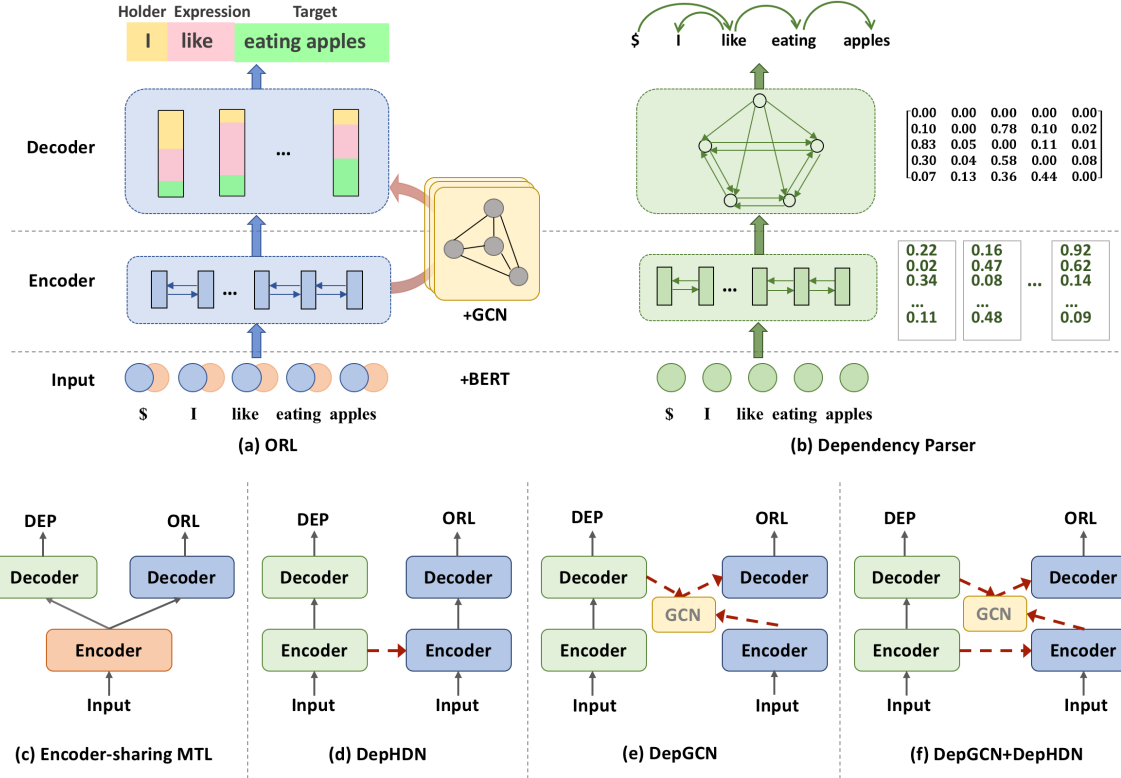 Holder Expression Target
I like eating apples
$ I like eating apples
Decoder
...
0.00 0.00 0.00 0.00 0.00
0.10 0.00 0.78 0.10 0.02
0.83 0.05 0.00 0.11 0.01
0.30 0.04 0.58 0.00 0.08
0.07 0.13 0.36 0.44 0.00
Encoder
...
+GCN
...
0.22 0.16 0.92
0.02 0.47 0.62
0.34 0.08 ... 0.14
... ... ...
0.11 0.48 0.09
Input
+BERT
$ I like eating apples
$ I like eating apples
(a) ORL
(b) Dependency Parser
DEP ORL
Decoder Decoder
Encoder
Input
(c) Encoder-sharing MTL
DEP ORL
Decoder Decoder
Encoder Encoder
Input Input
(d) DepHDN
DEP ORL
Decoder Decoder
GCN
Encoder Encoder
Input Input
(e) DepGCN
DEP ORL
Decoder Decoder
GCN
Encoder Encoder
Input Input
(f) DepGCN+DepHDN